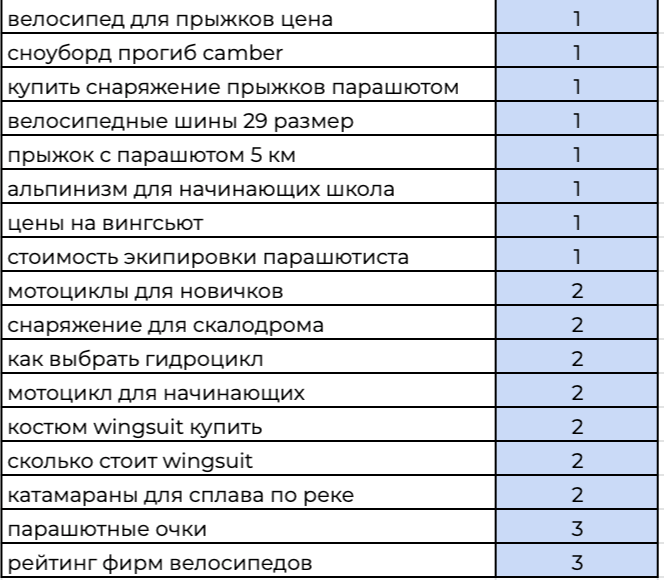 велосипед для прыжков цена 1
сноуборд прогиб camber 1
купить снаряжение прыжков парашютом 1
велосипедные шины 29 размер 1
прыжок с парашютом 5 км 1
альпинизм для начинающих школа 1
цены на вингсьют 1
стоимость экипировки парашютиста 1
мотоциклы для новичков 2
снаряжение для скалодрома 2
как выбрать гидроцикл 2
мотоцикл для начинающих 2
костюм wingsuit купить 2
сколько стоит wingsuit 2
катамараны для сплава по реке 2
парашютные очки 3
рейтинг фирм велосипедов 3